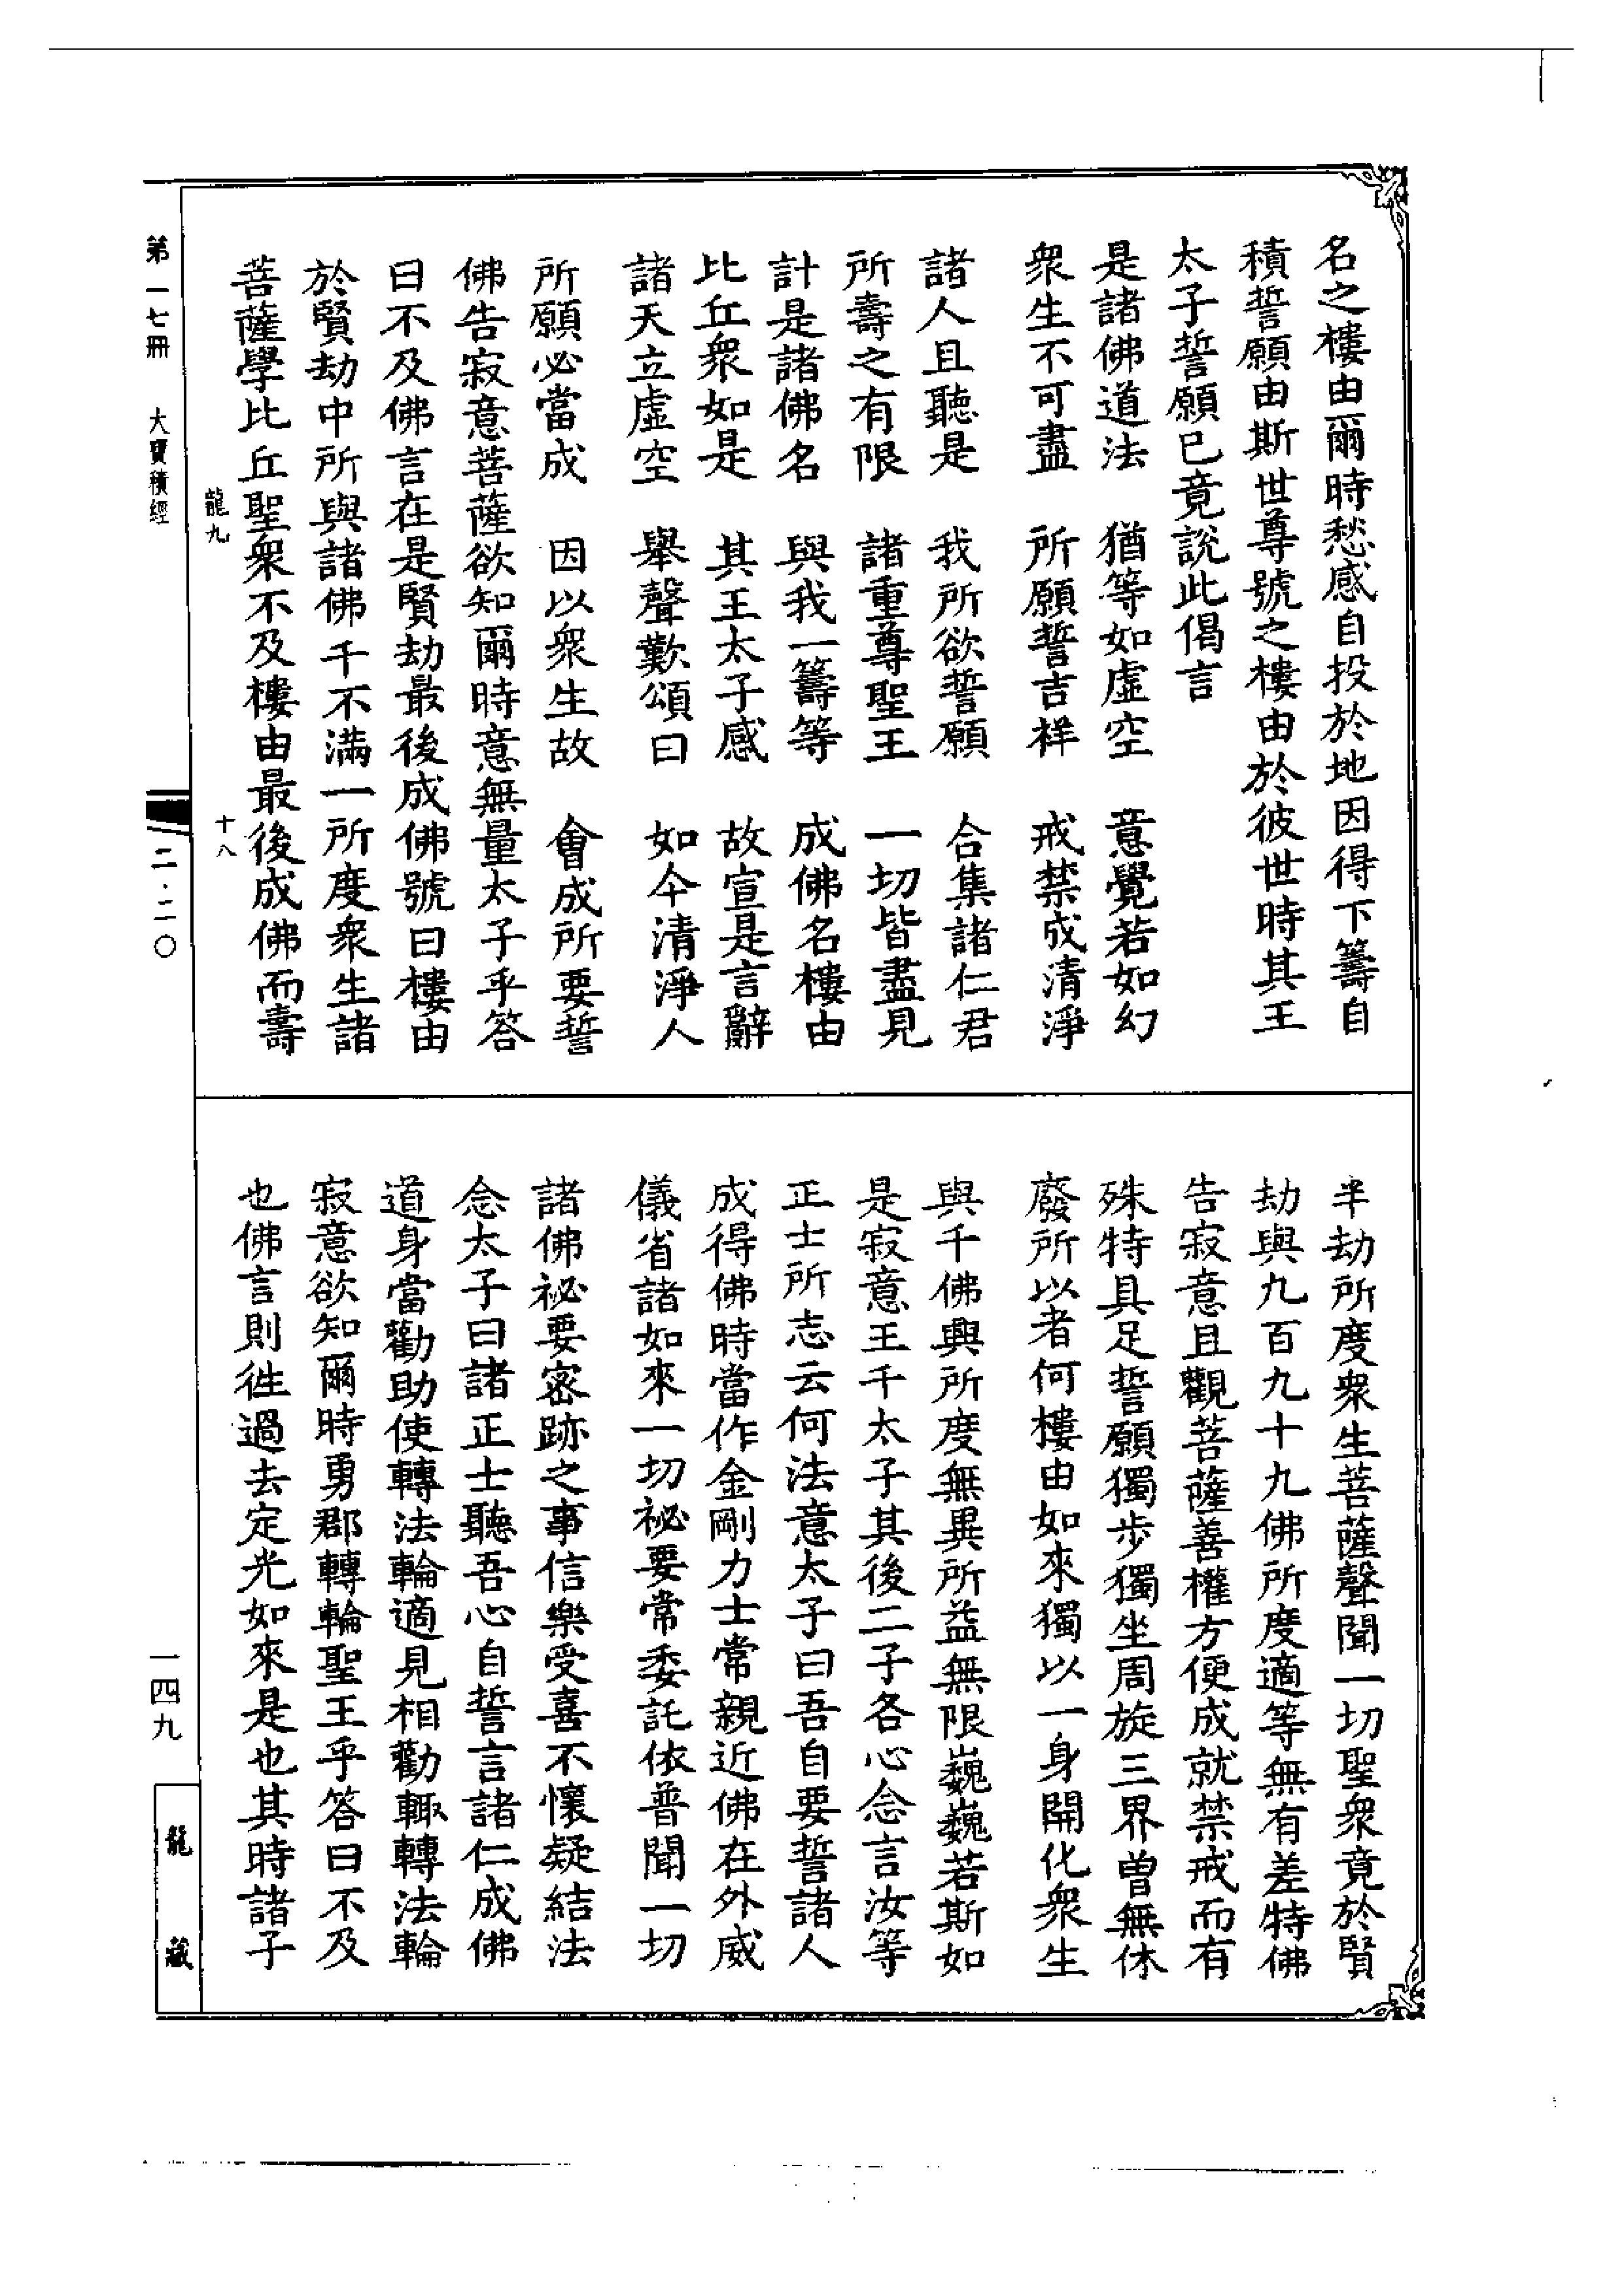 名之樓由爾時愁感自投於地因得下籌自
積誓願由斯世尊號之樓由於彼世時其王
太子誓願已竟說此偈言
是諸佛道法　猶等如虛空　意覺若如幻
衆生不可盡　所願誓吉祥　戒禁成清淨
諸人且聽是　我所欲誓願　合集諸仁君
所壽之有限　諸重尊聖王　一切皆盡見
計是諸佛名　與我一籌等　成佛名樓由
比丘衆如是　其王太子感　故宣是言辭
諸天立虛空　舉聲歎頌曰　如今清淨人
所願必當成　因以衆生故　會成所要誓
佛告寂意菩薩欲知爾時意無量太子乎答
曰不及佛言在是賢劫最後成佛號曰樓由
於賢劫中所與諸佛千不滿一所度衆生諸
菩薩學比丘聖衆不及樓由最後成佛而壽
半劫所度衆生菩薩聲聞一切聖衆竟於賢
劫與九百九十九佛所度適等無有差特佛
告寂意且觀菩薩善權方便成就禁戒而有
殊特具足誓願獨步獨坐周旋三界曾無休
廢所以者何樓由如來獨以一身開化衆生
與千佛興所度無異所益無限巍巍若斯如
是寂意王千太子其後二子各心念言汝等
正士所志云何法意太子曰吾自要誓諸人
成得佛時當作金剛力士常親近佛在外威
儀省諸如來一切祕要常委託依普聞一切
諸佛祕要密跡之事信樂受喜不懷疑結法
念太子曰諸正士聽吾心自誓言諸仁成佛
道身當勸助使轉法輪適見相勸輒轉法輪
寂意欲知爾時勇郡轉輪聖王乎答曰不及
也佛言則徃過去定光如來是也其時諸子
龍九
十八
第一七冊　大寶積經
二·二〇
一四九
龍藏